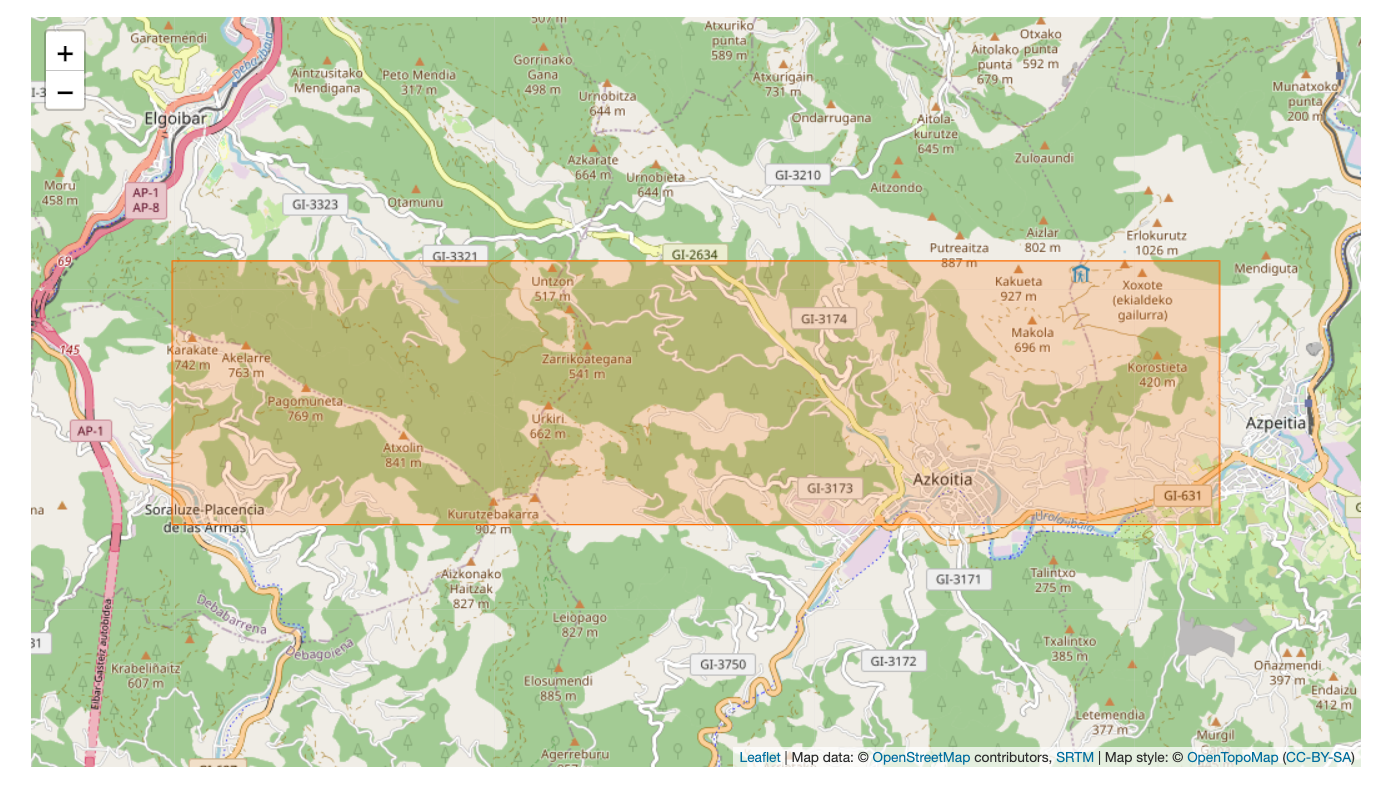 +
−
507 m
Garatemendi
Deba ibaia
Elgoibar
Aintzusitako
Mendigana
Peto Mendia
317 m
Gorrinako
Gana
498 m
Urnobitza
644 m
Atxuriko
punta
589 m
Atxurigain
731 m
Ondarrugana
Aitolako
punta
679 m
Otxako
punta
592 m
Aitola-
kurutze
645 m
Munatxoko
punta
200 m
Zuloaundi
Moru
458 m
AP-1
AP-8
GI-3323
Otamunu
Azkarate
664 m
Urnobieta
644 m
GI-3210
Aitzondo
GI-3321
GI-2634
Putreaitza
887 m
Aizlar
802 m
Erlokurutz
1026 m
Mendiguta
69
Untzon
517 m
Kakueta
927 m
Xoxote
(ekialdeko
gailurra)
GI-3174
Makola
696 m
145
Karakate
742 m
Akelarre
763 m
Zarrikoategana
541 m
Korostieta
420 m
Pagomuneta
769 m
Urkiri
662 m
AP-1
Atxolin
841 m
Azpeitia
Azkoitia
GI-3173
GI-631
na
Soraluze-Placencia
de las Armas
Kurutzebakarra
902 m
Urola ibaia
Aizkonako
Haitzak
827 m
GI-3171
Talintxo
275 m
Debabarrena
Debagoiena
Leiopago
827 m
Txalintxo
385 m
31
Eibar-Gasteiz autobidea
Krabeliñaitz
607 m
Elosumendi
885 m
GI-3750
GI-3172
Oñazmendi
397 m
Endaizu
412 m
Letemendia
377 m
Murgil
Agerreburu
Leaflet | Map data: © OpenStreetMap contributors, SRTM | Map style: © OpenTopoMap (CC-BY-SA)